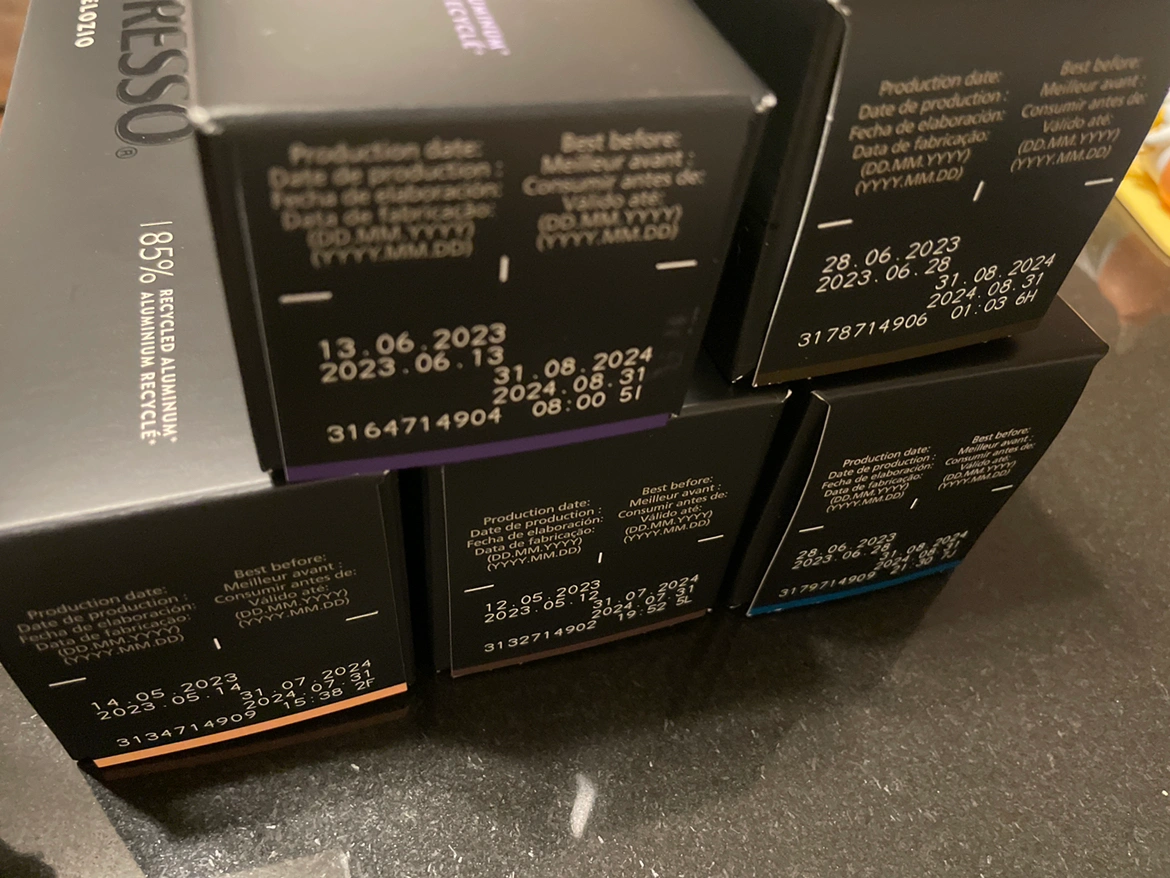 ELOZIO
RESSO®
85% RECYCLED ALUMINUM*
ALUMINIUM RECYCLÉ*
RECYCLÉ*
Production date:
Date de production :
Fecha de elaboración:
Data de fabricação:
(DD.MM.YYYY)
(YYYY.MM.DD)
Best before:
Meilleur avant :
Consumir antes de:
Válido até:
(DD.MM.YYYY)
(YYYY.MM.DD)
13.06.2023
2023.06.13
31.08.2024
2024.08.31
3164714904 08:00 5I
Production date:
Date de production :
Fecha de elaboración:
Data de fabricação:
(DD.MM.YYYY)
(YYYY.MM.DD)
Best before:
Meilleur avant :
Consumir antes de:
Válido até:
(DD.MM.YYYY)
(YYYY.MM.DD)
28.06.2023
2023.06.28
31.08.2024
2024.08.31
3178714906 01:03 6H
Production date:
Date de production :
Fecha de elaboración:
Data de fabricação:
(DD.MM.YYYY)
(YYYY.MM.DD)
Best before:
Meilleur avant :
Consumir antes de:
Válido até:
(DD.MM.YYYY)
(YYYY.MM.DD)
14.05.2023
2023.05.14
31.07.2024
2024.07.31
3134714909 15:38 2F
Production date:
Date de production :
Fecha de elaboración:
Data de fabricação:
(DD.MM.YYYY)
(YYYY.MM.DD)
Best before:
Meilleur avant :
Consumir antes de:
Válido até:
(DD.MM.YYYY)
(YYYY.MM.DD)
12.05.2023
2023.05.12
31.07.2024
2024.07.31
3132714902 19:52 5L
Production date:
Date de production :
Fecha de elaboración:
Data de fabricação:
(DD.MM.YYYY)
(YYYY.MM.DD)
Best before:
Meilleur avant :
Consumir antes de:
Válido até:
(DD.MM.YYYY)
(YYYY.MM.DD)
28.06.2023
2023.06.28
31.08.2024
3179714909